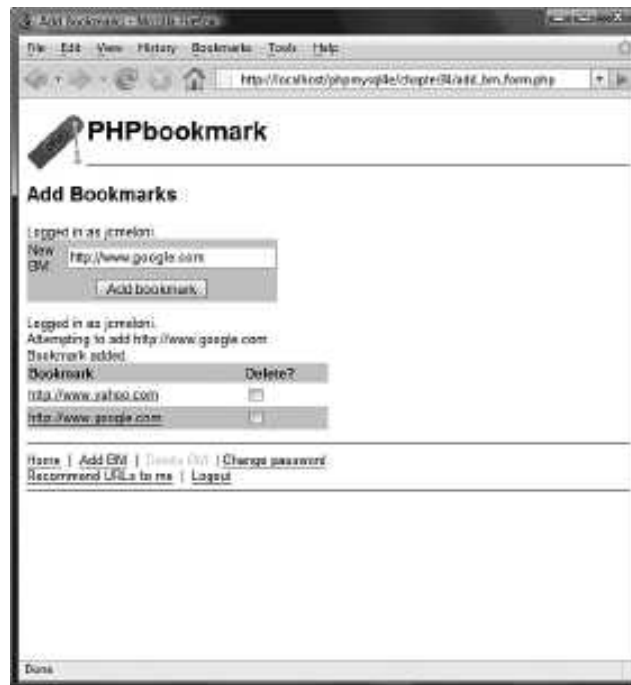 Add Bookmarks - Mozilla Firefox
File Edit View History Bookmarks Tools Help
http://localhost/phpmysql4e/chapter34/add_bm_form.php
PHPbookmark
Add Bookmarks
Logged in as jcmeloni.
New BM:
http://www.google.com
Add bookmark
Logged in as jcmeloni.
Attempting to add http://www.google.com
Bookmark added.
Bookmark Delete?
http://www.yahoo.com
http://www.google.com
Home | Add BM | Delete BM | Change password
Recommend URLs to me | Logout
Done